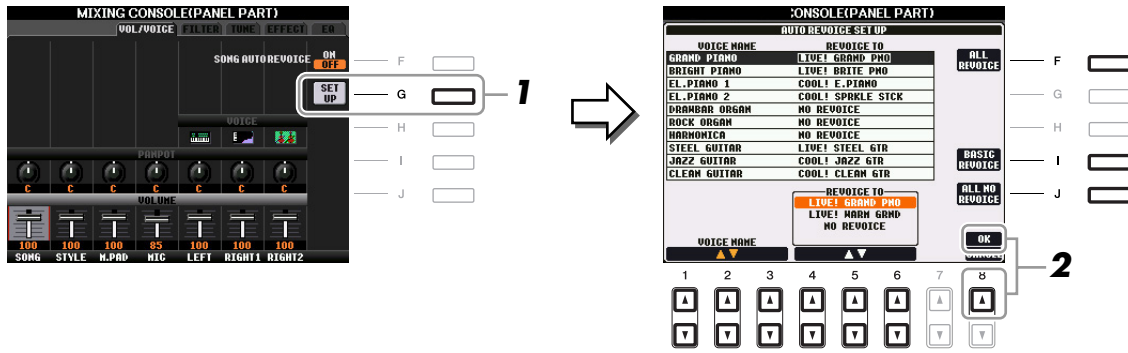 MIXING CONSOLE(PANEL PART)
VOL/VOICE FILTER TUNE EFFECT EQ
SONG AUTO REVOICE ON
OFF
F
SET
UP
G
1
VOICE
H
PANPOT
I
C C C C C C C
J
VOLUME
100 100 100 85 100 100 100
SONG STYLE M.PAD MIC LEFT RIGHT1 RIGHT2
CONSOLE(PANEL PART)
AUTO REVOICE SET UP
VOICE NAME REVOICE TO
GRAND PIANO LIVE! GRAND PNO
BRIGHT PIANO LIVE! BRITE PNO
EL.PIANO 1 COOL! E.PIANO
EL.PIANO 2 COOL! SPRKLE STCK
DRAWBAR ORGAN NO REVOICE
ROCK ORGAN NO REVOICE
HARMONICA NO REVOICE
STEEL GUITAR LIVE! STEEL GTR
JAZZ GUITAR COOL! JAZZ GTR
CLEAN GUITAR COOL! CLEAN GTR
ALL
REVOICE
F
G
H
BASIC
REVOICE
I
ALL NO
REVOICE
J
REVOICE TO
LIVE! GRAND PNO
LIVE! WARM GRND
NO REVOICE
VOICE NAME
OK
2
1 2 3 4 5 6 7 8